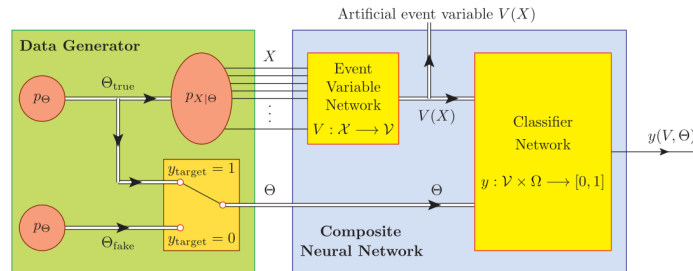 Artificial event variable V(X)
Data Generator
p_Θ
Θ_true
p_{X|Θ}
X
Event
Variable
Network
V : 𝒳 ⟶ 𝒱
V(X)
Classifier
Network
y : 𝒱 × Ω ⟶ [0, 1]
y(V, Θ)
y_target = 1
Θ
Θ
p_Θ
Θ_fake
y_target = 0
Composite
Neural Network